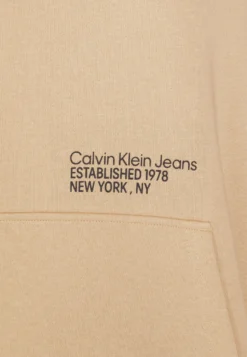 Calvin Klein Jeans
ESTABLISHED 1978
NEW YORK , NY